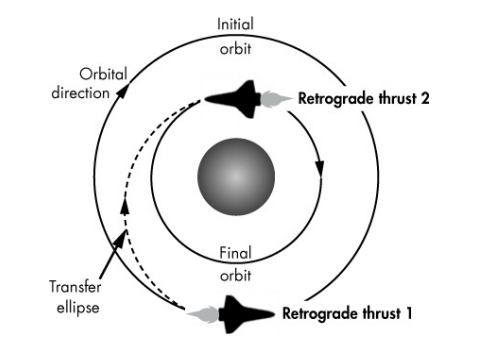 Initial
orbit
Orbital
direction
Retrograde thrust 2
Final
orbit
Transfer
ellipse
Retrograde thrust 1